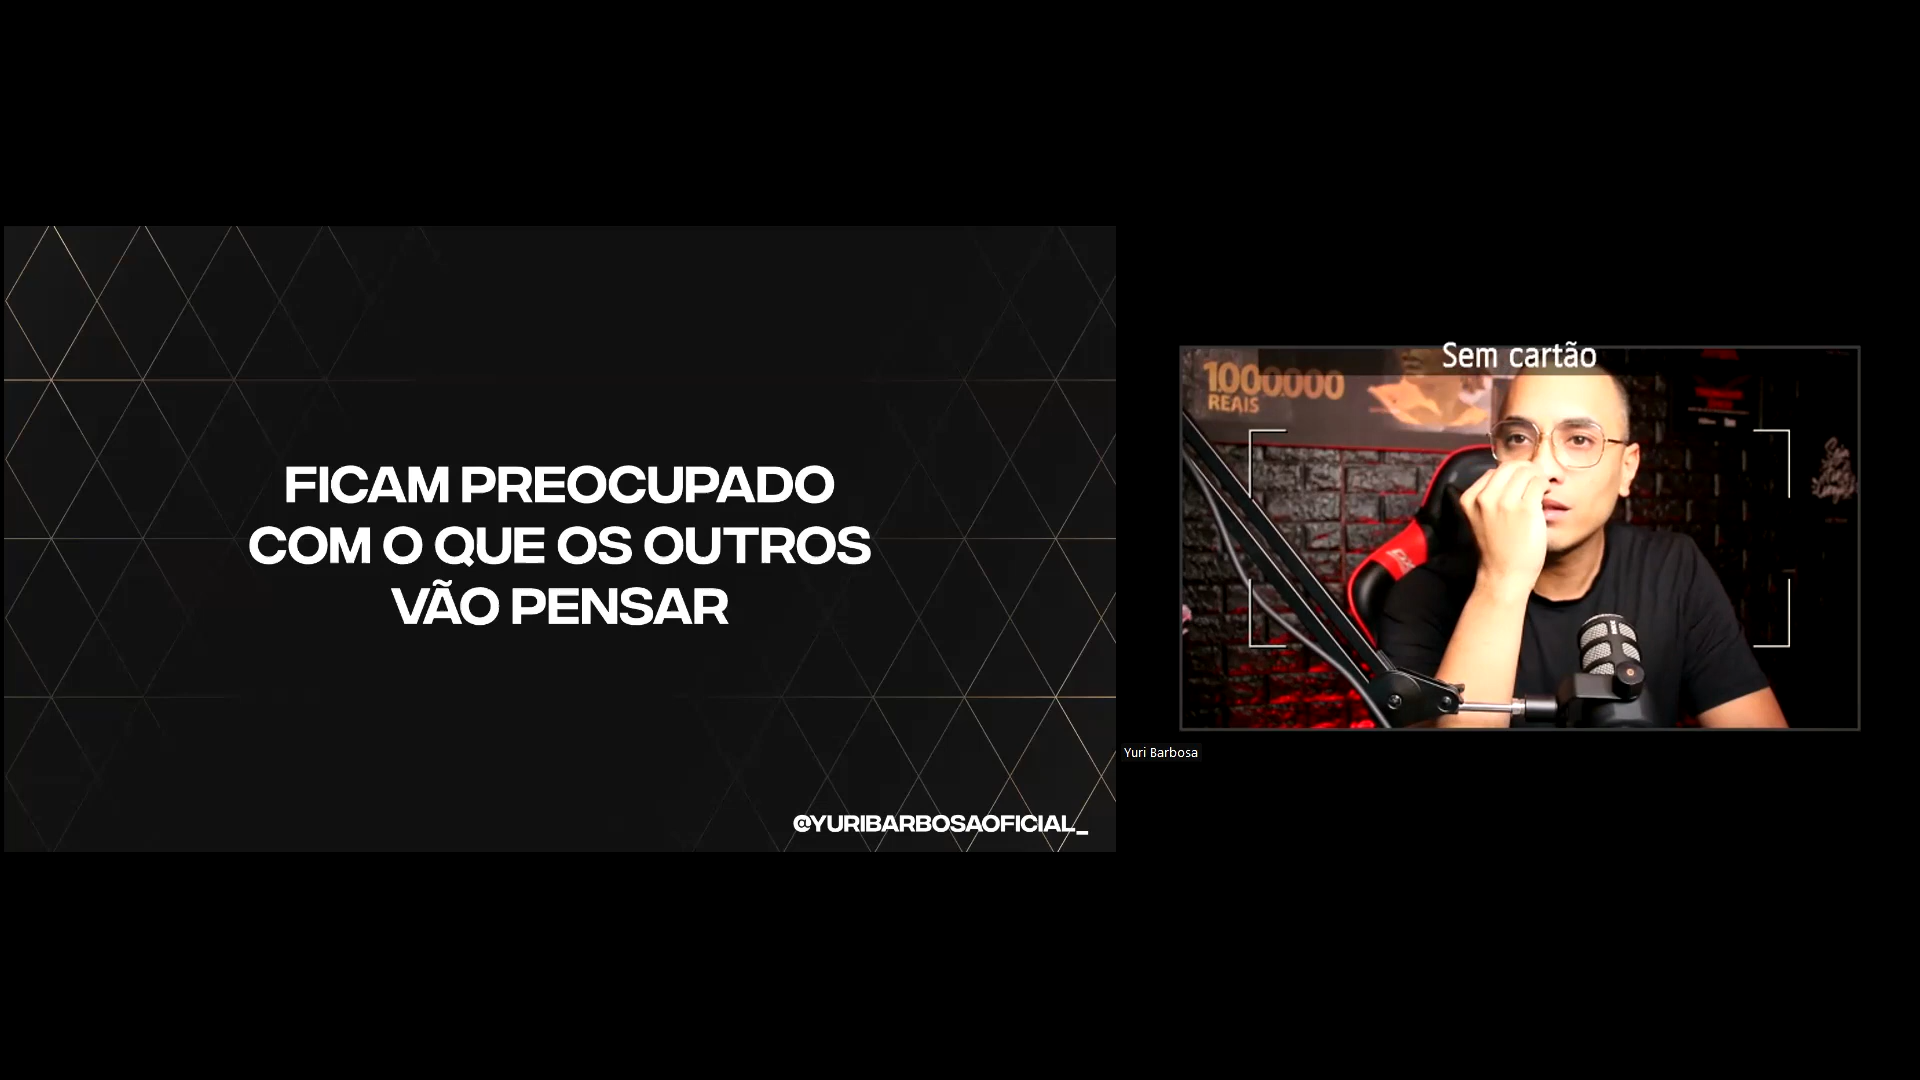 FICAM PREOCUPADO
COM O QUE OS OUTROS
VÃO PENSAR
@YURIBARBOSAOFICIAL_
Sem cartão
1000000
REAIS
Yuri Barbosa